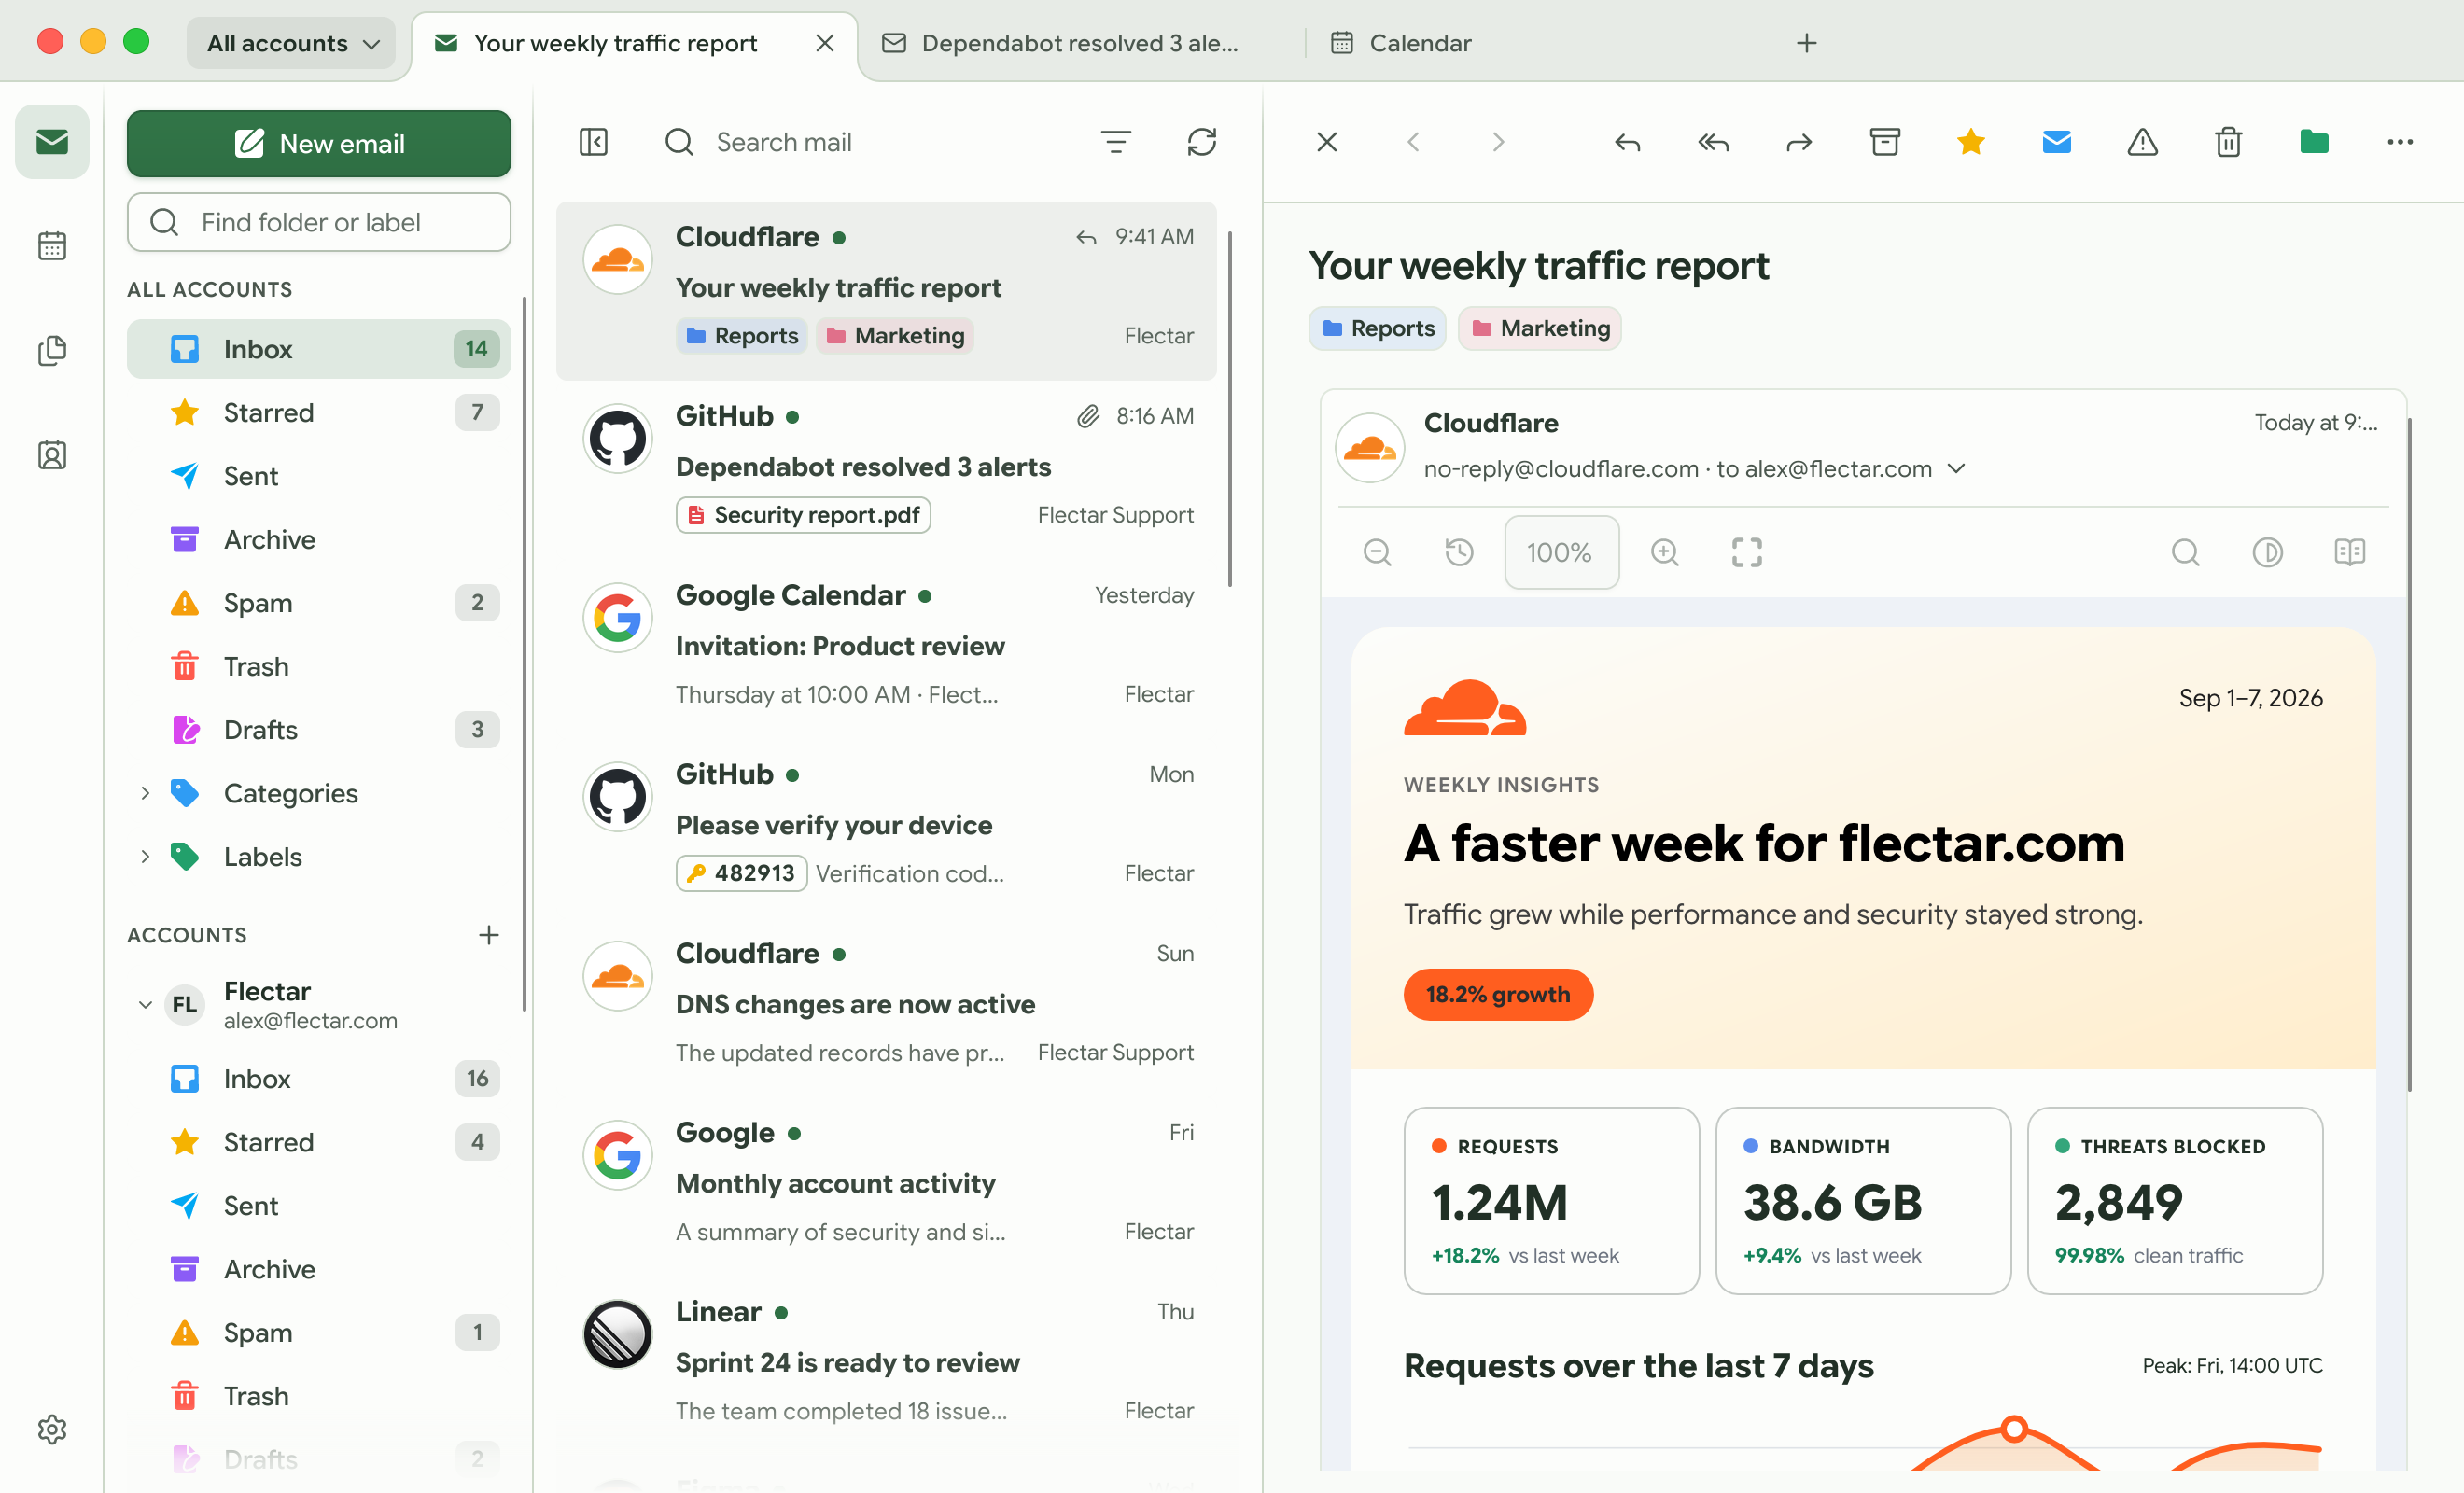 All accounts
Your weekly traffic report
Dependabot resolved 3 ale...
Calendar
New email
Find folder or label
ALL ACCOUNTS
Inbox 14
Starred 7
Sent
Archive
Spam 2
Trash
Drafts 3
Categories
Labels
ACCOUNTS
FL Flectar
alex@flectar.com
Inbox 16
Starred 4
Sent
Archive
Spam 1
Trash
Drafts 2
Search mail
Cloudflare 9:41 AM
Your weekly traffic report
Reports Marketing Flectar
GitHub 8:16 AM
Dependabot resolved 3 alerts
Security report.pdf Flectar Support
Google Calendar Yesterday
Invitation: Product review
Thursday at 10:00 AM · Flect... Flectar
GitHub Mon
Please verify your device
482913 Verification cod... Flectar
Cloudflare Sun
DNS changes are now active
The updated records have pr... Flectar Support
Google Fri
Monthly account activity
A summary of security and si... Flectar
Linear Thu
Sprint 24 is ready to review
The team completed 18 issue... Flectar
Your weekly traffic report
Reports Marketing
Cloudflare Today at 9:...
no-reply@cloudflare.com · to alex@flectar.com
100%
Sep 1–7, 2026
WEEKLY INSIGHTS
A faster week for flectar.com
Traffic grew while performance and security stayed strong.
18.2% growth
REQUESTS
1.24M
+18.2% vs last week
BANDWIDTH
38.6 GB
+9.4% vs last week
THREATS BLOCKED
2,849
99.98% clean traffic
Requests over the last 7 days
Peak: Fri, 14:00 UTC